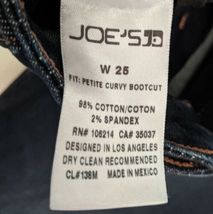 JOE'S
W 25
FIT: PETITE CURVY BOOTCUT
98% COTTON/COTON
2% SPANDEX
RN# 106214 CA# 35037
DESIGNED IN LOS ANGELES
DRY CLEAN RECOMMENDED
CL#138M MADE IN MEXICO